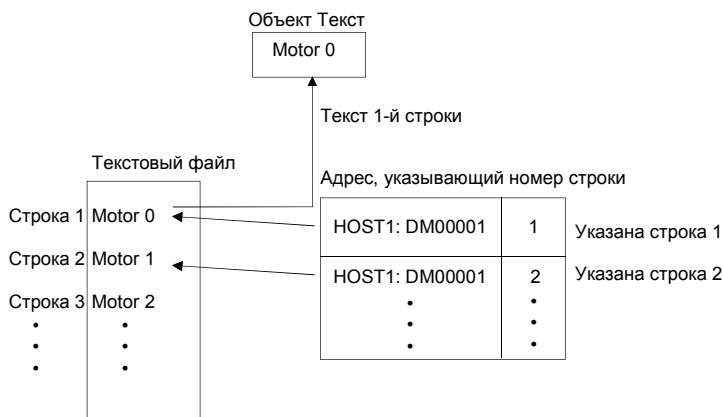 Объект Текст
Motor 0
Текст 1-й строки
Текстовый файл
Адрес, указывающий номер строки
Строка 1 Motor 0
HOST1: DM00001 1 Указана строка 1
Строка 2 Motor 1
HOST1: DM00001 2 Указана строка 2
Строка 3 Motor 2